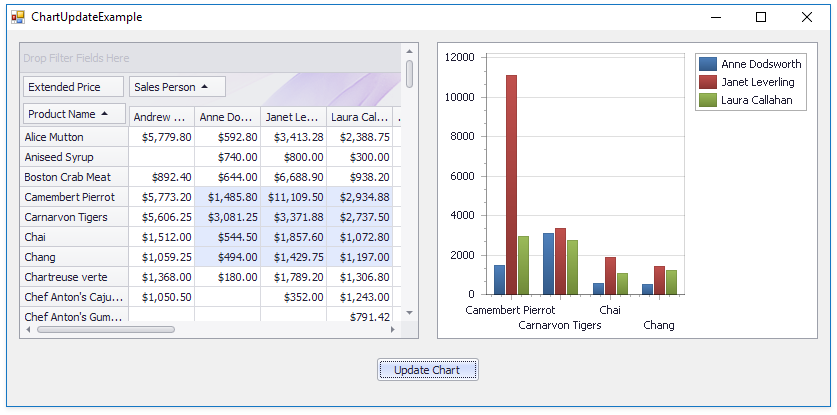 ChartUpdateExample
Drop Filter Fields Here
Extended Price Sales Person
Product Name Andrew ... Anne Do... Janet Le... Laura Cal... .
Alice Mutton $5,779.80 $592.80 $3,413.28 $2,388.75
Aniseed Syrup $740.00 $800.00 $300.00
Boston Crab Meat $892.40 $644.00 $6,688.90 $938.20
Camembert Pierrot $5,773.20 $1,485.80 $11,109.50 $2,934.88
Carnarvon Tigers $5,606.25 $3,081.25 $3,371.88 $2,737.50
Chai $1,512.00 $544.50 $1,857.60 $1,072.80
Chang $1,059.25 $494.00 $1,429.75 $1,197.00
Chartreuse verte $1,368.00 $180.00 $1,789.20 $1,306.80
Chef Anton's Caju... $1,050.50 $352.00 $1,243.00
Chef Anton's Gum... $791.42
12000
10000
8000
6000
4000
2000
0
Camembert Pierrot Chai
Carnarvon Tigers Chang
Anne Dodsworth
Janet Leverling
Laura Callahan
Update Chart